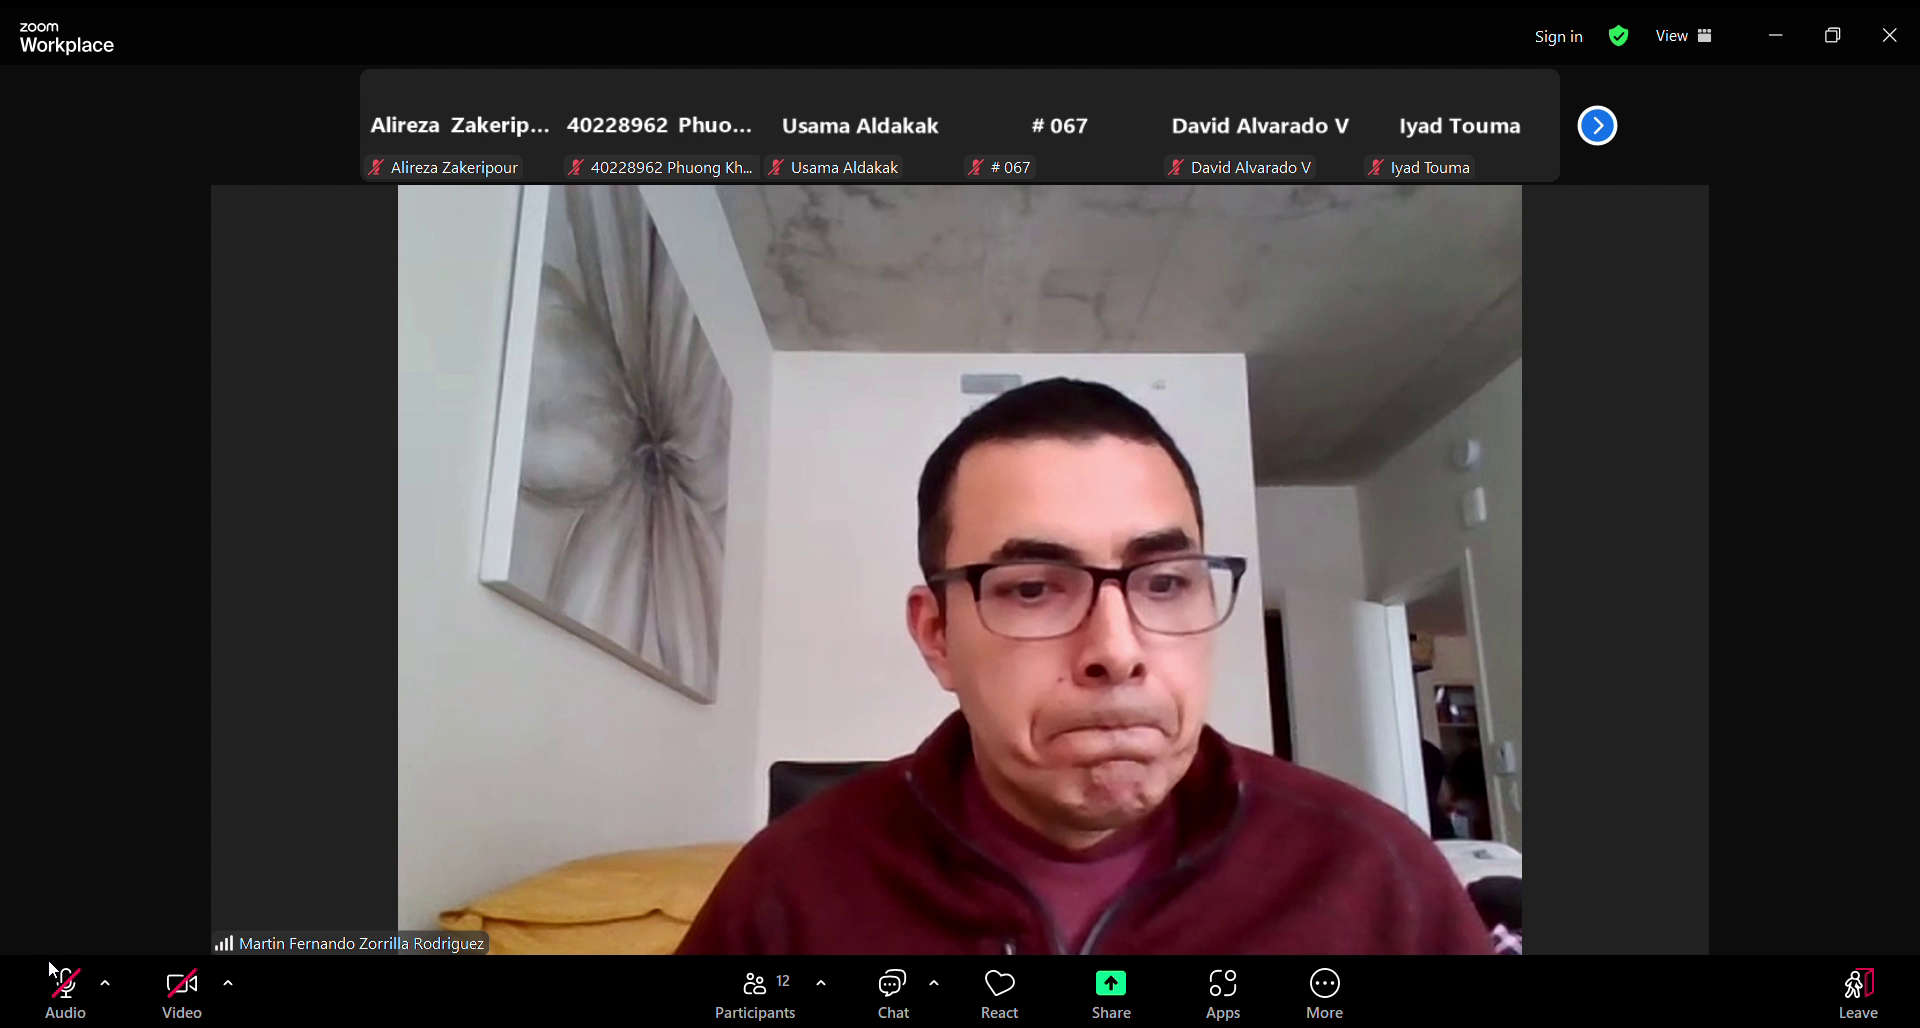 zoom
Workplace
Sign in
View
Alireza Zakerip...
40228962 Phuo...
Usama Aldakak
# 067
David Alvarado V
Iyad Touma
Alireza Zakeripour
40228962 Phuong Kh...
Usama Aldakak
# 067
David Alvarado V
Iyad Touma
Martin Fernando Zorrilla Rodriguez
Audio
Video
12
Participants
Chat
React
Share
Apps
More
Leave